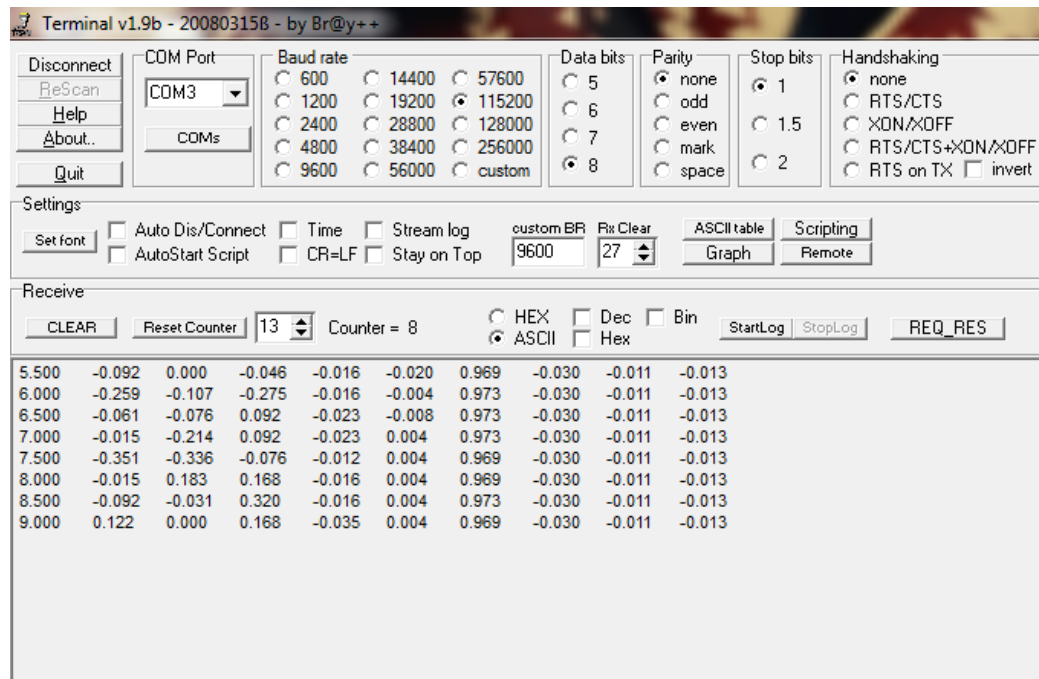 Terminal v1.9b - 20080315ß - by Br@y++
Disconnect
ReScan
Help
About..
Quit
COM Port
COM3
COMs
Baud rate
600 14400 57600
1200 19200 115200
2400 28800 128000
4800 38400 256000
9600 56000 custom
Data bits
5
6
7
8
Parity
none
odd
even
mark
space
Stop bits
1
1.5
2
Handshaking
none
RTS/CTS
XON/XOFF
RTS/CTS+XON/XOFF
RTS on TX invert
Settings
Set font
Auto Dis/Connect Time Stream log
AutoStart Script CR=LF Stay on Top
custom BR Rx Clear
9600 27
ASCII table Scripting
Graph Remote
Receive
CLEAR Reset Counter 13 Counter = 8
HEX Dec Bin
ASCII Hex
StartLog StopLog REQ_RES
5.500 -0.092 0.000 -0.046 -0.016 -0.020 0.969 -0.030 -0.011 -0.013
6.000 -0.259 -0.107 -0.275 -0.016 -0.004 0.973 -0.030 -0.011 -0.013
6.500 -0.061 -0.076 0.092 -0.023 -0.008 0.973 -0.030 -0.011 -0.013
7.000 -0.015 -0.214 0.092 -0.023 0.004 0.973 -0.030 -0.011 -0.013
7.500 -0.351 -0.336 -0.076 -0.012 0.004 0.969 -0.030 -0.011 -0.013
8.000 -0.015 0.183 0.168 -0.016 0.004 0.969 -0.030 -0.011 -0.013
8.500 -0.092 -0.031 0.320 -0.016 0.004 0.973 -0.030 -0.011 -0.013
9.000 0.122 0.000 0.168 -0.035 0.004 0.969 -0.030 -0.011 -0.013